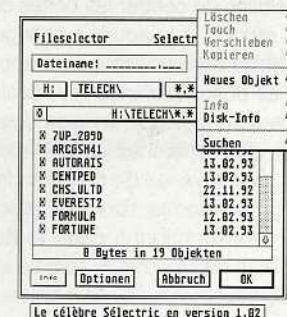 Fileselector Selectr
Löschen
Touch
Verschieben
Kopieren
Neues Objekt
Info
Disk-Info
Suchen
Dateiname: ________.___
H: TELECH\ *.*
H:\TELECH\*.*
7UP_209D
ARCGSH41
AUTORAIS 13.02.93
CENTPED 13.02.93
CHS_ULTD 22.11.92
EVEREST2 13.02.93
FORMULA 12.02.93
FORTUNE 13.02.93
0 Bytes in 19 Objekten
Info Optionen Abbruch OK
Le célèbre Sélectric en version 1.02